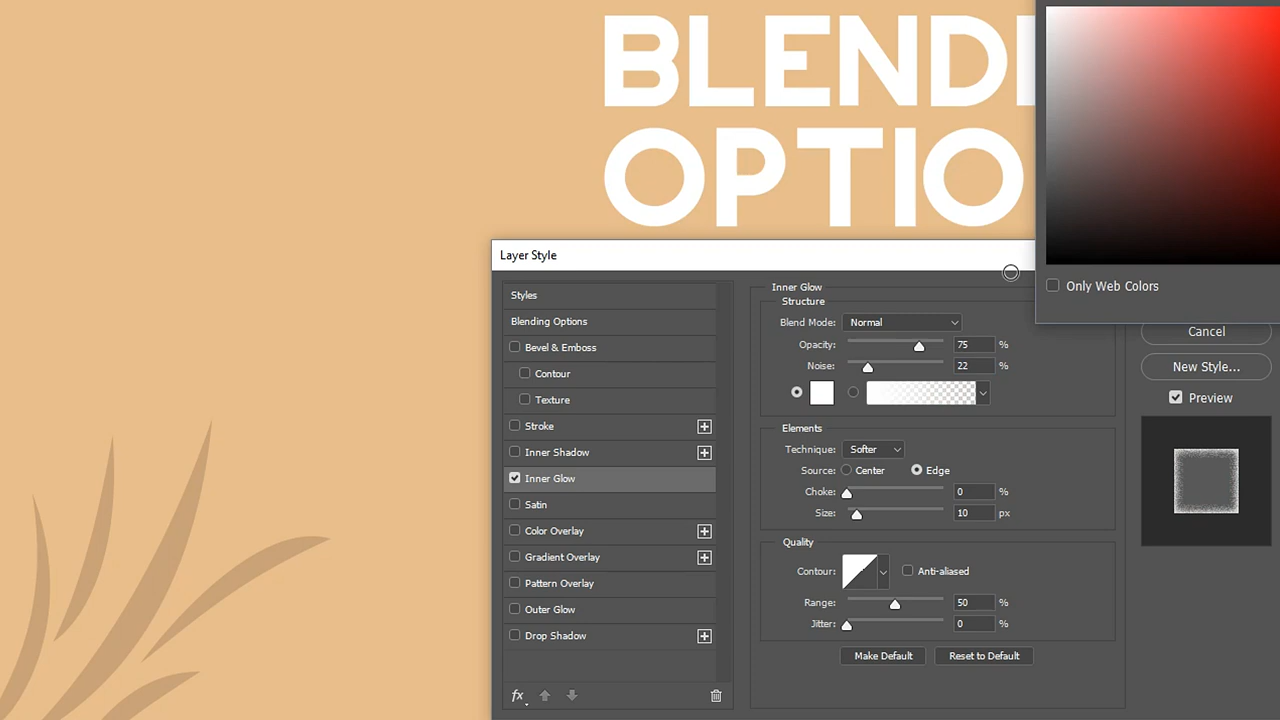 BLEND
OPTIO
Only Web Colors
Layer Style
Styles
Blending Options
Bevel & Emboss
Contour
Texture
Stroke
Inner Shadow
Inner Glow
Satin
Color Overlay
Gradient Overlay
Pattern Overlay
Outer Glow
Drop Shadow
fx
Inner Glow
Structure
Blend Mode: Normal
Opacity: 75 %
Noise: 22 %
Elements
Technique: Softer
Source: Center Edge
Choke: 0 %
Size: 10 px
Quality
Contour: Anti-aliased
Range: 50 %
Jitter: 0 %
Make Default Reset to Default
Cancel
New Style...
Preview